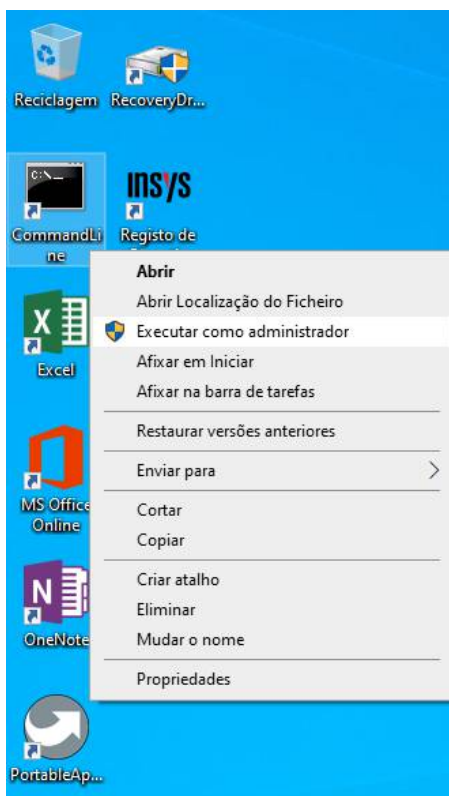 Reciclagem
RecoveryDr...
C:\_
CommandLi
ne
INSYS
Registo de
Abrir
Abrir Localização do Ficheiro
Executar como administrador
Afixar em Iniciar
Afixar na barra de tarefas
Restaurar versões anteriores
Enviar para
Cortar
Copiar
Criar atalho
Eliminar
Mudar o nome
Propriedades
X
Excel
MS Office
Online
N
OneNote
PortableAp...